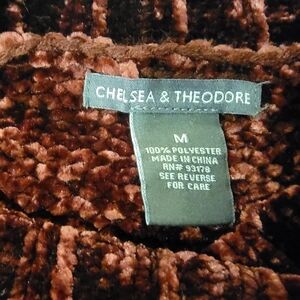 CHELSEA & THEODORE
M
100% POLYESTER
MADE IN CHINA
RN# 93178
SEE REVERSE
FOR CARE